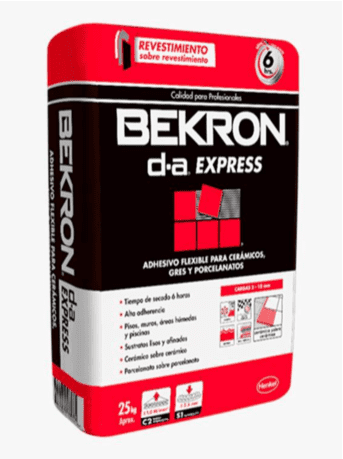 REVESTIMIENTO
sobre revestimiento
6
hrs.
Calidad para Profesionales
BEKRON
d·a EXPRESS
ADHESIVO FLEXIBLE PARA CERÁMICOS,
GRES Y PORCELANATOS
• Tiempo de secado 6 horas
• Alta adherencia
• Pisos, muros, áreas húmedas
y piscinas
• Sustratos lisos y afinados
• Cerámico sobre cerámico
• Porcelanato sobre porcelanato
25kg
Aprox.
C2
S1
Henkel
BEKRON
d·a
EXPRESS
ADHESIVO FLEXIBLE PARA CERÁMICOS,